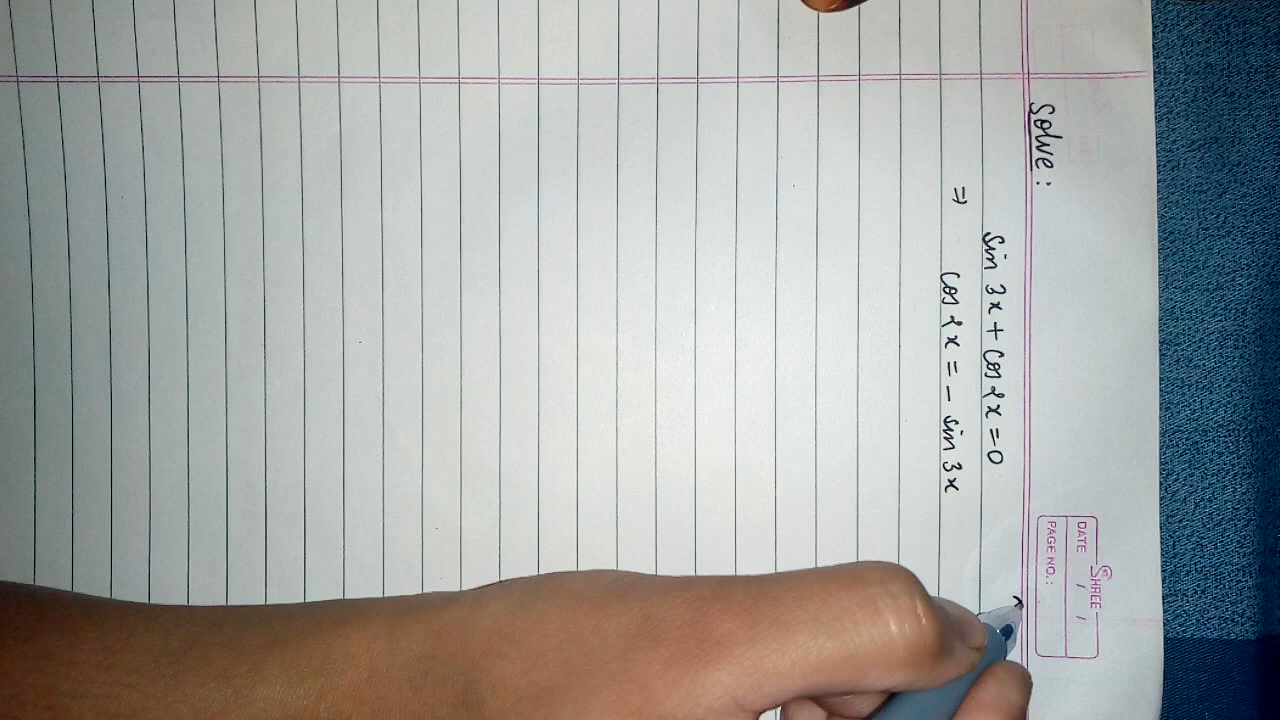 SHREE
DATE / /
PAGE NO.:
Solve:
sin 3x + cos 2x = 0
⇒ cos 2x = - sin 3x